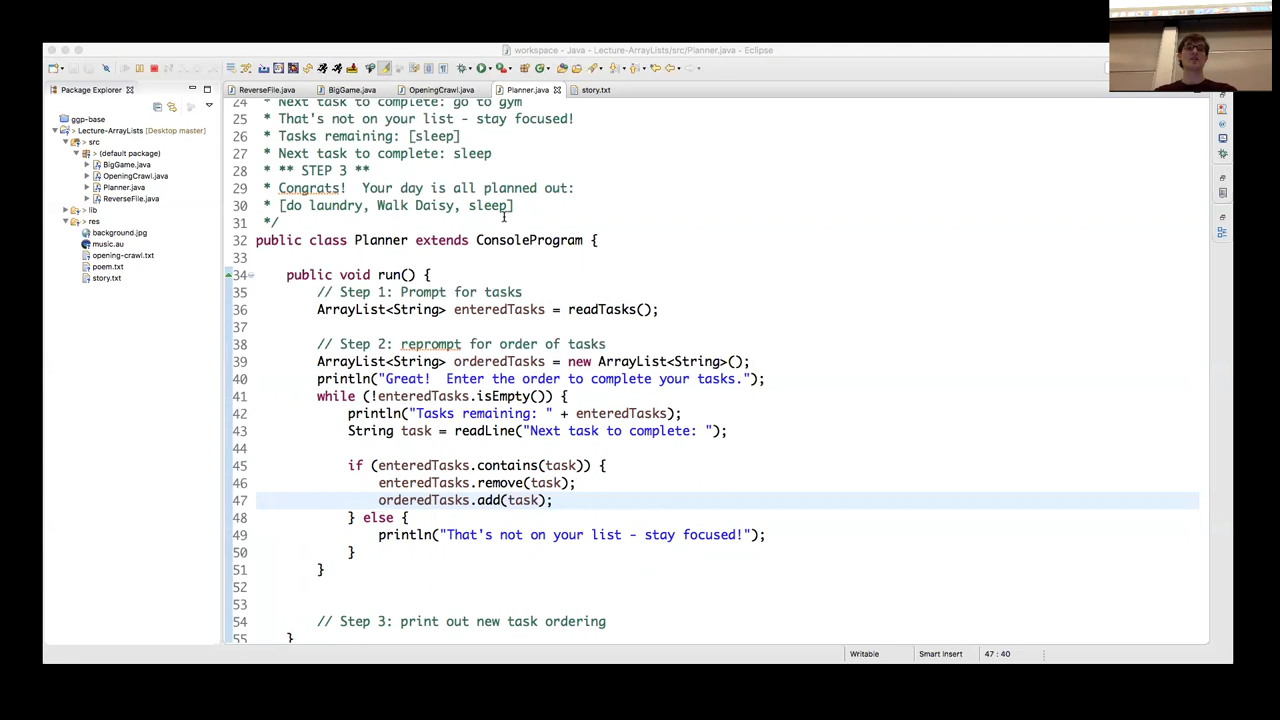 workspace - Java - Lecture-ArrayLists/src/Planner.java - Eclipse
Package Explorer
ReverseFile.java
BigGame.java
OpeningCrawl.java
Planner.java
story.txt
ggp-base
Lecture-ArrayLists [Desktop master]
src
(default package)
BigGame.java
OpeningCrawl.java
Planner.java
ReverseFile.java
lib
res
background.jpg
music.au
opening-crawl.txt
poem.txt
story.txt
24 * Next task to complete: go to gym
25 * That's not on your list - stay focused!
26 * Tasks remaining: [sleep]
27 * Next task to complete: sleep
28 * ** STEP 3 **
29 * Congrats!  Your day is all planned out:
30 * [do laundry, Walk Daisy, sleep]
31 */
32 public class Planner extends ConsoleProgram {
33
34     public void run() {
35         // Step 1: Prompt for tasks
36         ArrayList<String> enteredTasks = readTasks();
37
38         // Step 2: reprompt for order of tasks
39         ArrayList<String> orderedTasks = new ArrayList<String>();
40         println("Great!  Enter the order to complete your tasks.");
41         while (!enteredTasks.isEmpty()) {
42             println("Tasks remaining: " + enteredTasks);
43             String task = readLine("Next task to complete: ");
44
45             if (enteredTasks.contains(task)) {
46                 enteredTasks.remove(task);
47                 orderedTasks.add(task);
48             } else {
49                 println("That's not on your list - stay focused!");
50             }
51         }
52
53
54         // Step 3: print out new task ordering
55     }
Writable
Smart Insert
47 : 40